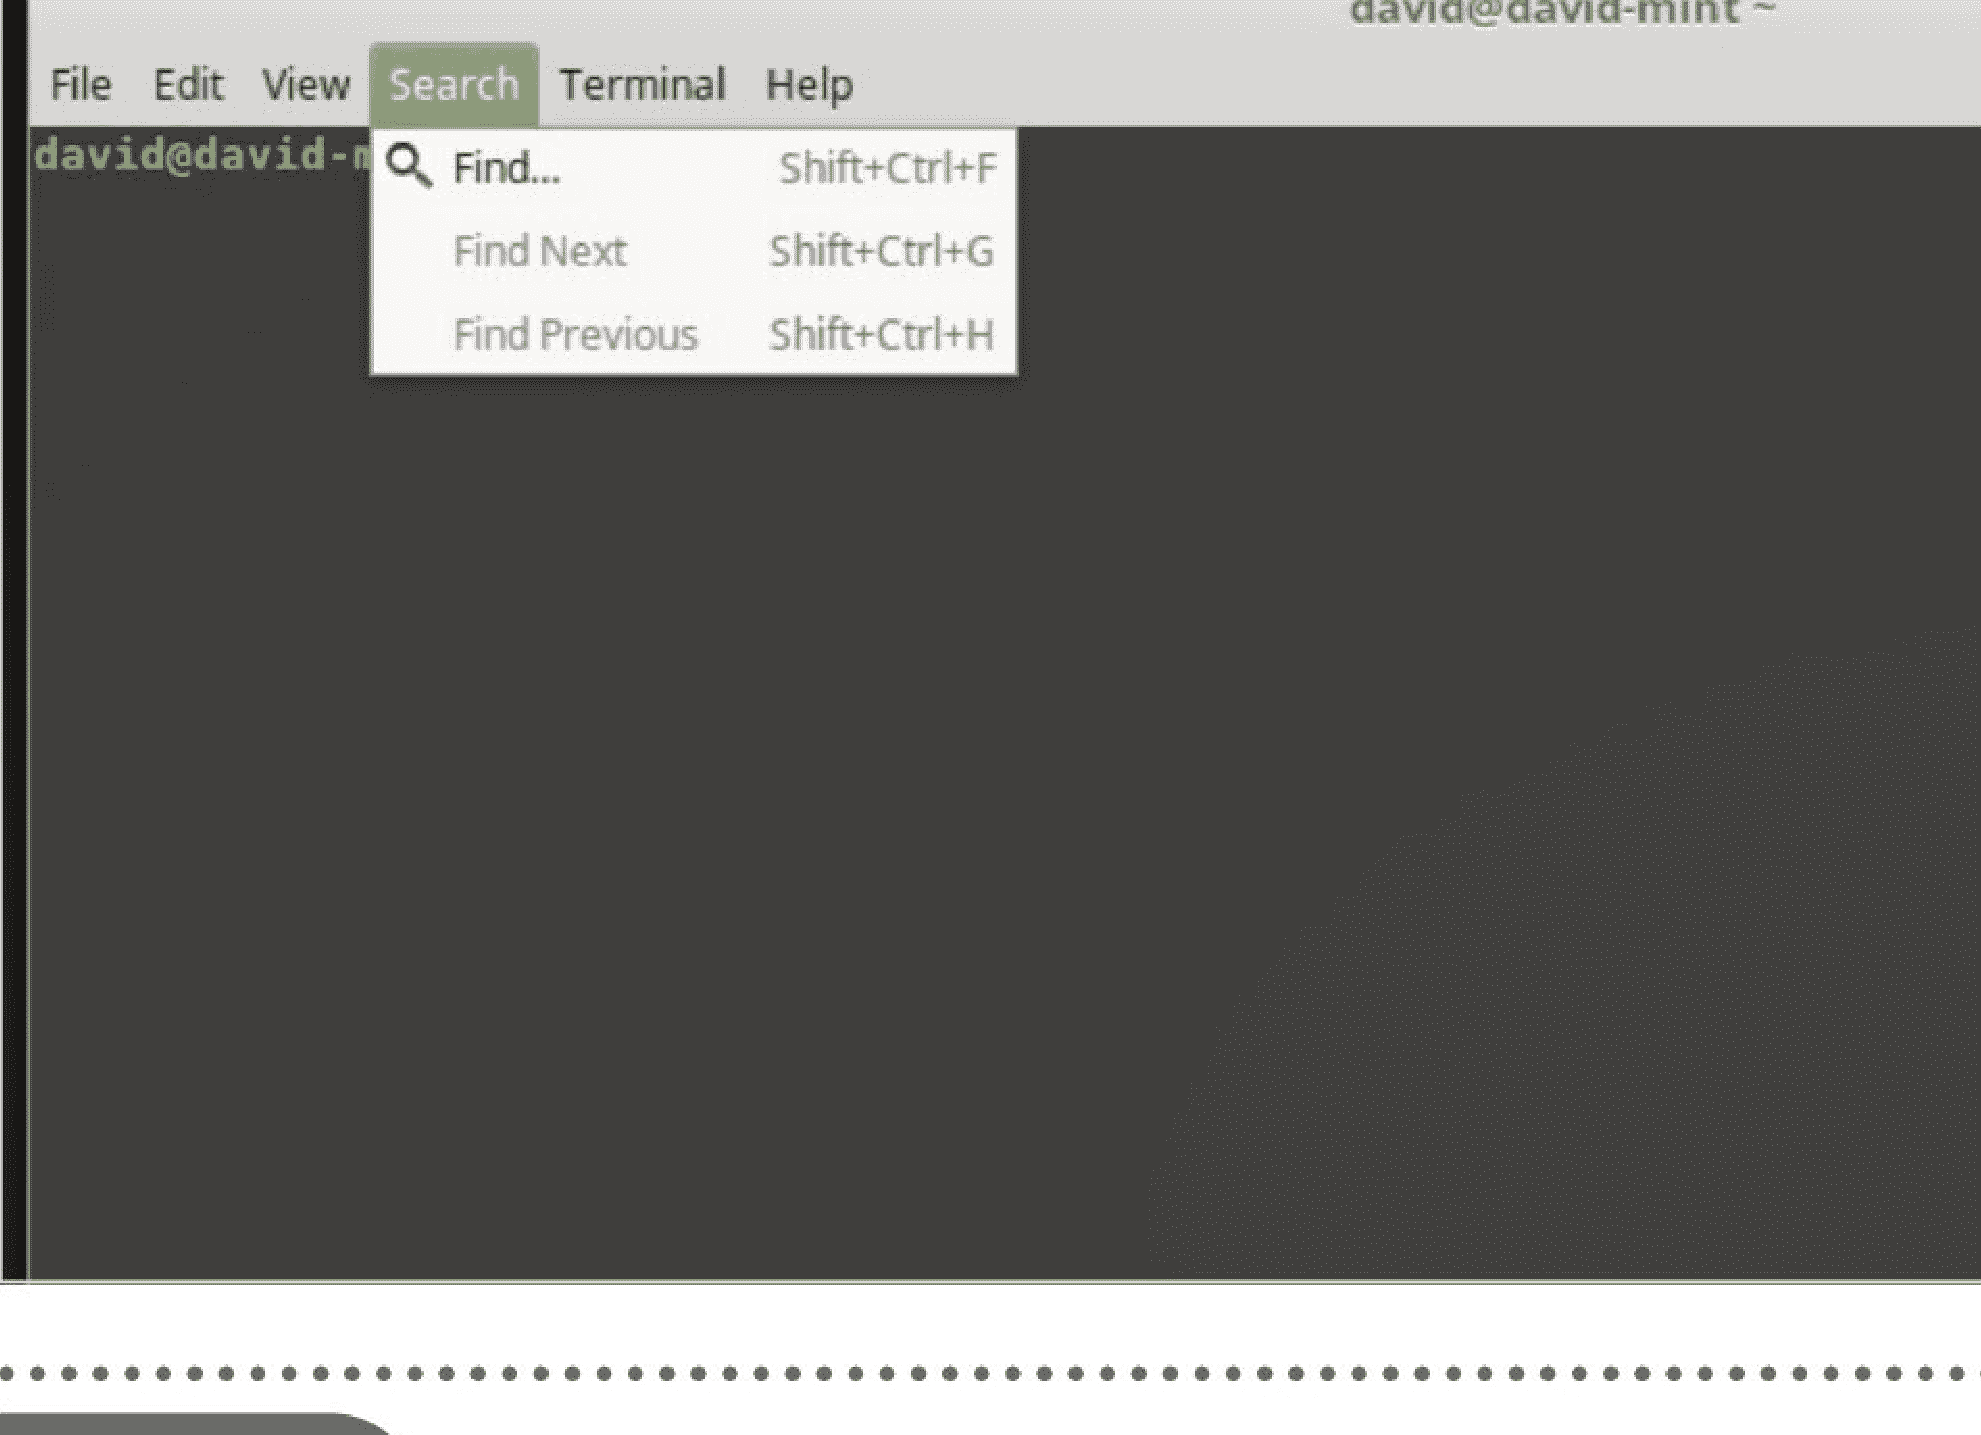 david@david-mint ~
File Edit View Search Terminal Help
david@david-m
Find... Shift+Ctrl+F
Find Next Shift+Ctrl+G
Find Previous Shift+Ctrl+H